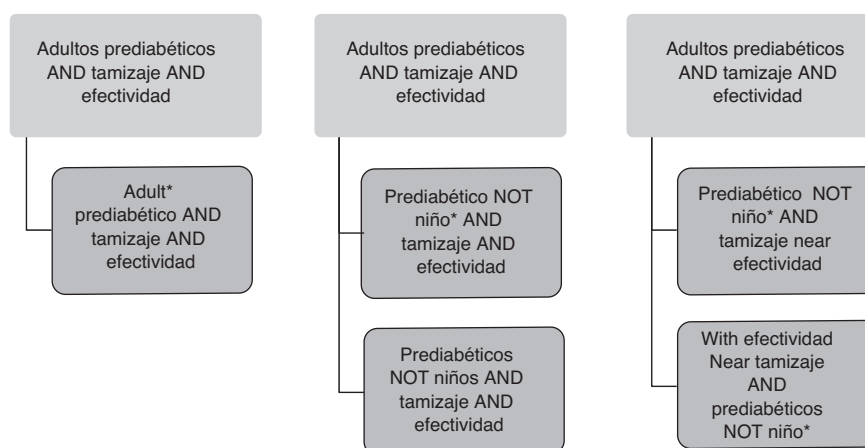 Adultos prediabéticos
AND tamizaje AND
efectividad
Adult*
prediabético AND
tamizaje AND
efectividad
Adultos prediabéticos
AND tamizaje AND
efectividad
Prediabético NOT
niño* AND
tamizaje AND
efectividad
Prediabéticos
NOT niños AND
tamizaje AND
efectividad
Adultos prediabéticos
AND tamizaje AND
efectividad
Prediabético NOT
niño* AND
tamizaje near
efectividad
With efectividad
Near tamizaje
AND
prediabéticos
NOT niño*